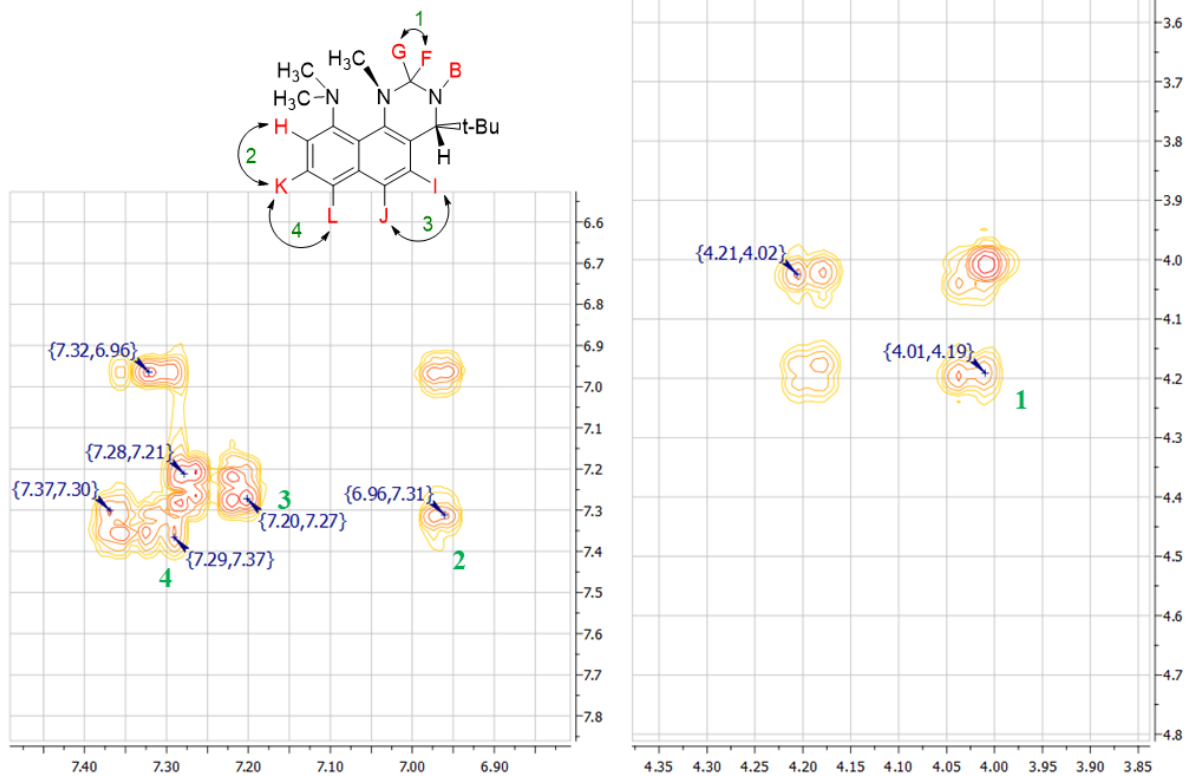 1
G
F
B
H₃C
H₃C
H₃C
N
N
N
t-Bu
H
H
2
K
4
L
J
3
I
{7.32,6.96}
{7.28,7.21}
{7.37,7.30}
{7.29,7.37}
{7.20,7.27}
{6.96,7.31}
4
3
2
6.6
6.7
6.8
6.9
7.0
7.1
7.2
7.3
7.4
7.5
7.6
7.7
7.8
7.40 7.30 7.20 7.10 7.00 6.90
{4.21,4.02}
{4.01,4.19}
1
3.6
3.7
3.8
3.9
4.0
4.1
4.2
4.3
4.4
4.5
4.6
4.7
4.8
4.35 4.30 4.25 4.20 4.15 4.10 4.05 4.00 3.95 3.90 3.85